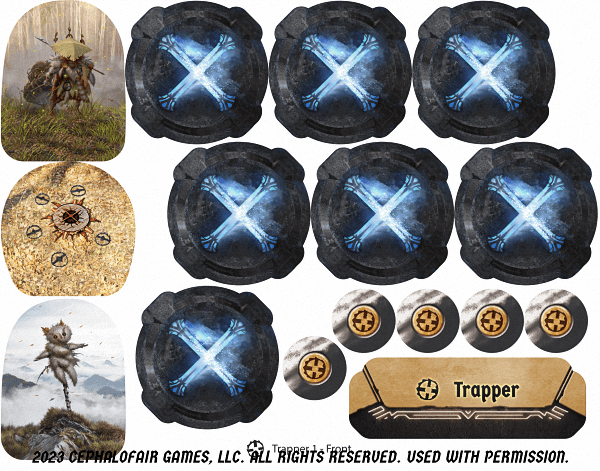 Trapper
Trapper 1 - Front
2023 CEPHALOFAIR GAMES, LLC. ALL RIGHTS RESERVED. USED WITH PERMISSION.